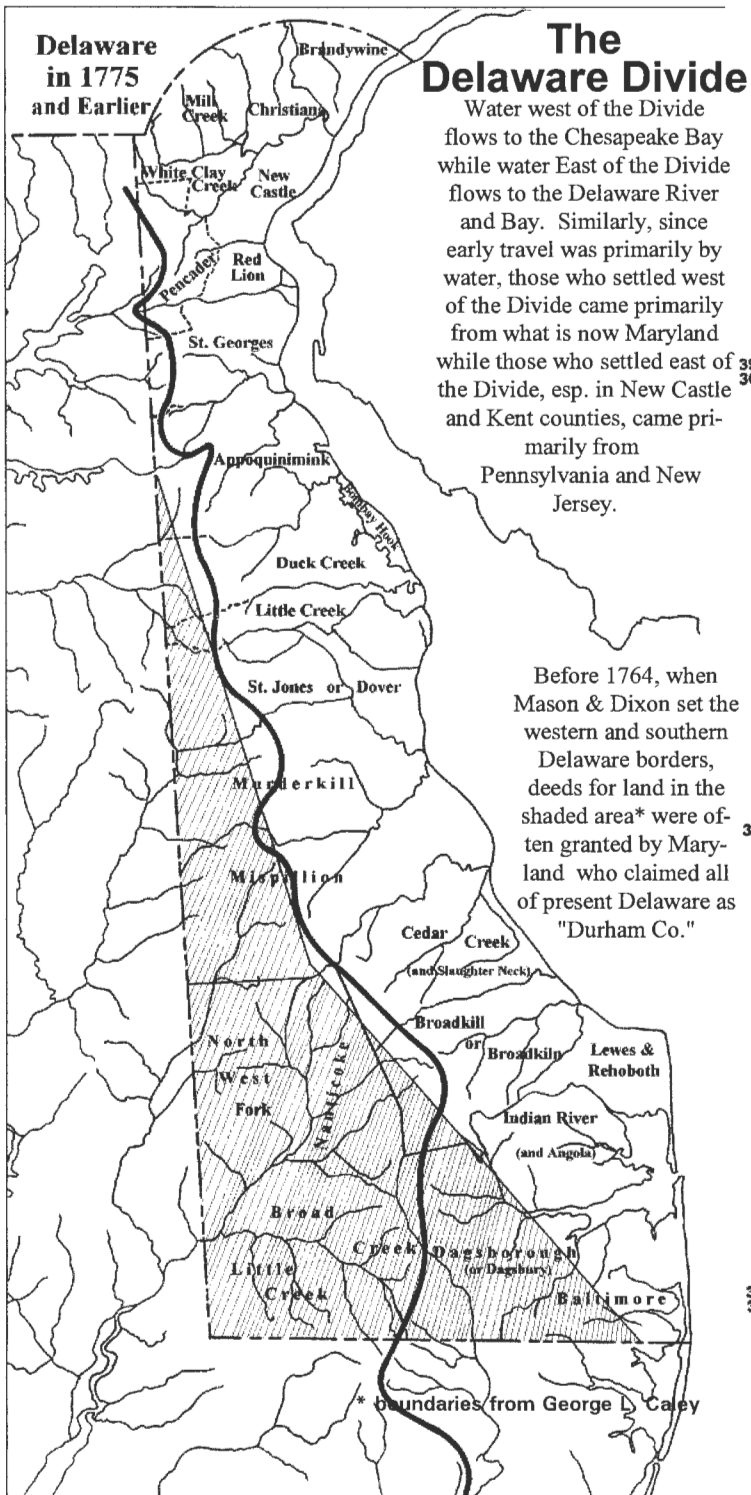 Delaware
in 1775
and Earlier
The
Delaware Divide
Water west of the Divide
flows to the Chesapeake Bay
while water East of the Divide
flows to the Delaware River
and Bay. Similarly, since
early travel was primarily by
water, those who settled west
of the Divide came primarily
from what is now Maryland
while those who settled east of
the Divide, esp. in New Castle
and Kent counties, came pri-
marily from
Pennsylvania and New
Jersey.
Brandywine
Mill
Creek
Christiana
White Clay
Creek
New
Castle
Pencader
Red
Lion
St. Georges
Appoquinimink
Bombay Hook
Duck Creek
Little Creek
St. Jones or Dover
Before 1764, when
Mason & Dixon set the
western and southern
Delaware borders,
deeds for land in the
shaded area* were of-
ten granted by Mary-
land who claimed all
of present Delaware as
"Durham Co."
Murderkill
Mispillion
Cedar
Creek
(and Slaughter Neck)
Broadkill
or
Broadkiln
Lewes &
Rehoboth
North
West
Fork
Nanticoke
Indian River
(and Angola)
Broad
Creek
Dagsborough
(or Dagsbury)
Little
Creek
Baltimore
* boundaries from George L. Caley